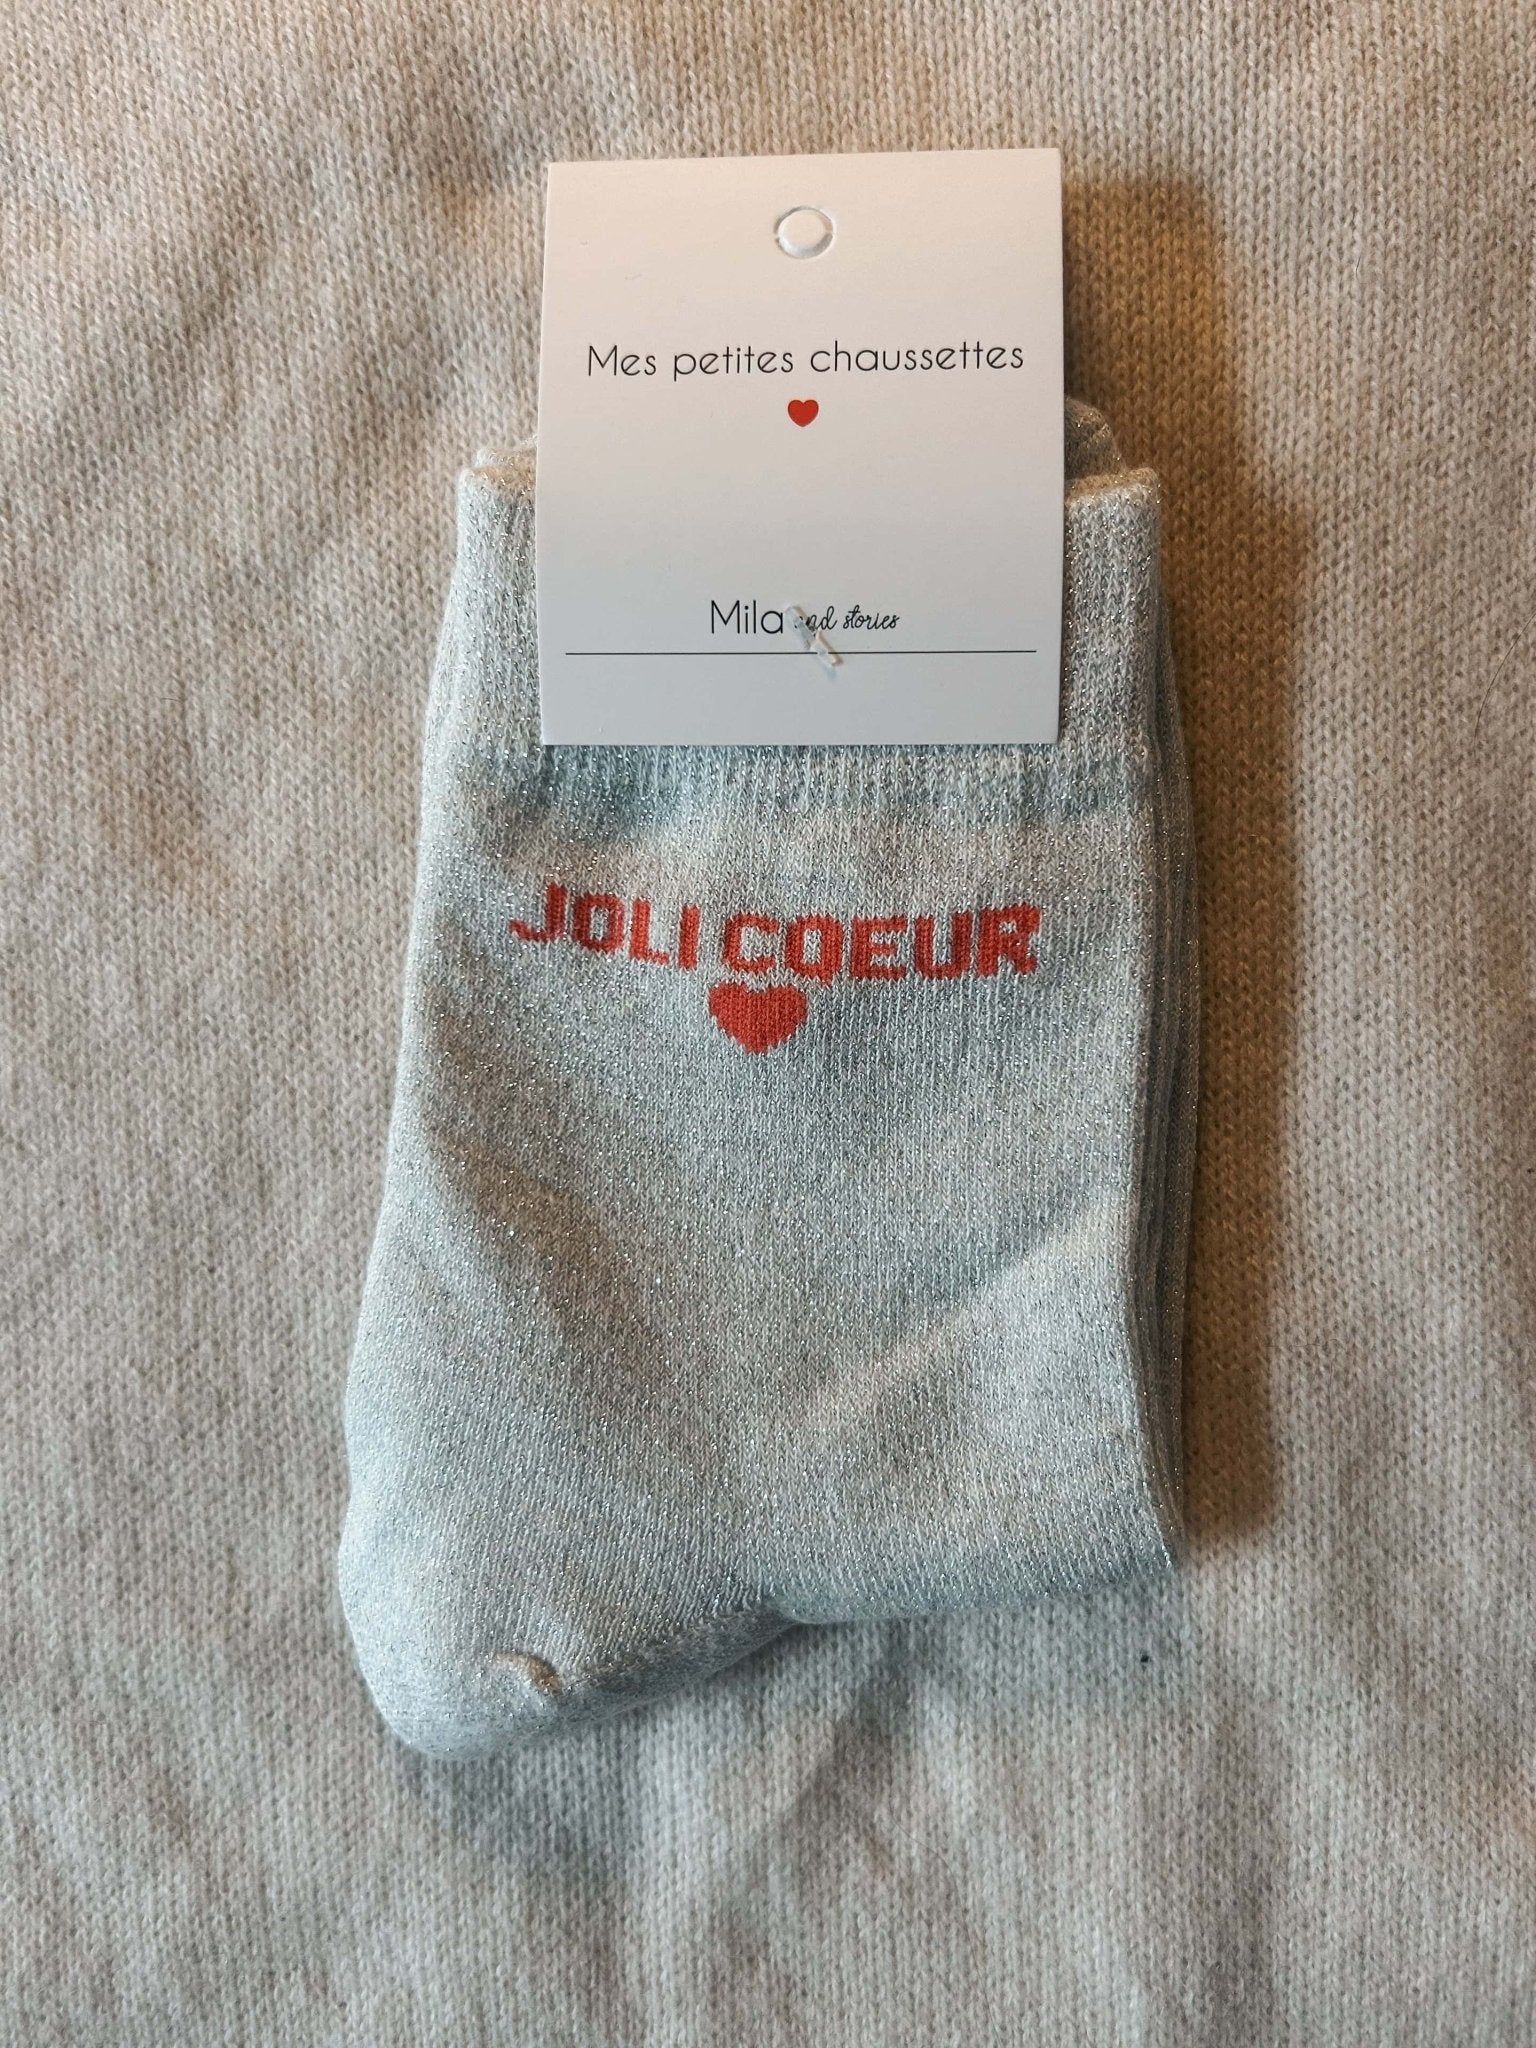 Mes petites chaussettes
Mila and stories
JOLI COEUR